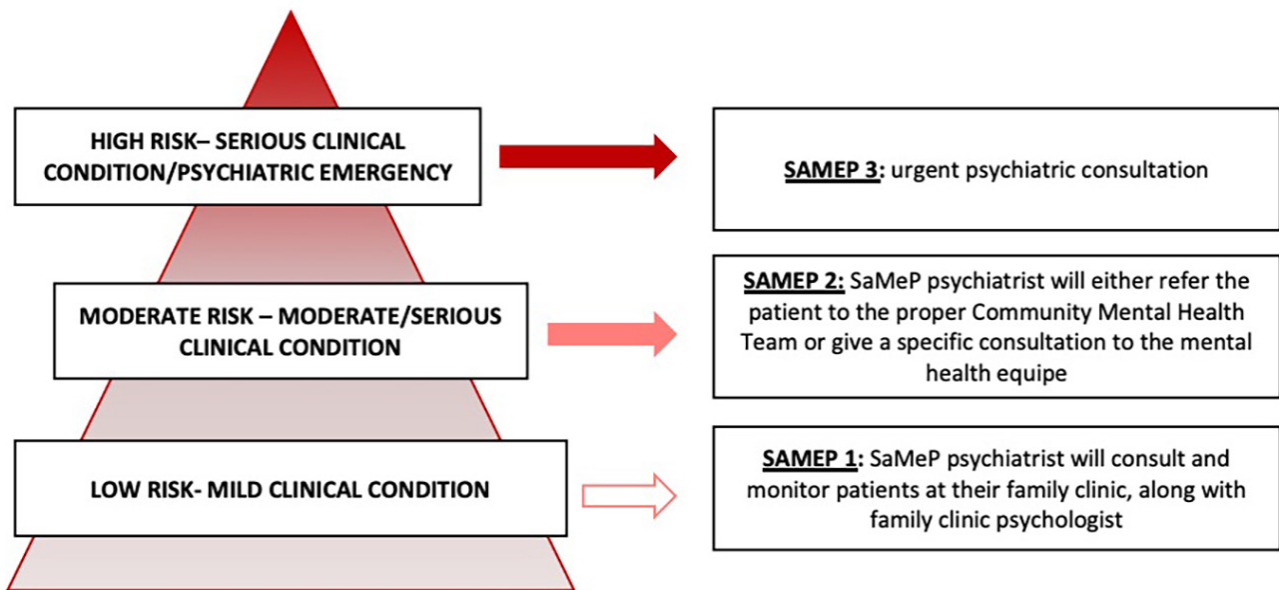 HIGH RISK– SERIOUS CLINICAL
CONDITION/PSYCHIATRIC EMERGENCY
SAMEP 3: urgent psychiatric consultation
MODERATE RISK – MODERATE/SERIOUS
CLINICAL CONDITION
SAMEP 2: SaMeP psychiatrist will either refer the
patient to the proper Community Mental Health
Team or give a specific consultation to the mental
health equipe
LOW RISK- MILD CLINICAL CONDITION
SAMEP 1: SaMeP psychiatrist will consult and
monitor patients at their family clinic, along with
family clinic psychologist